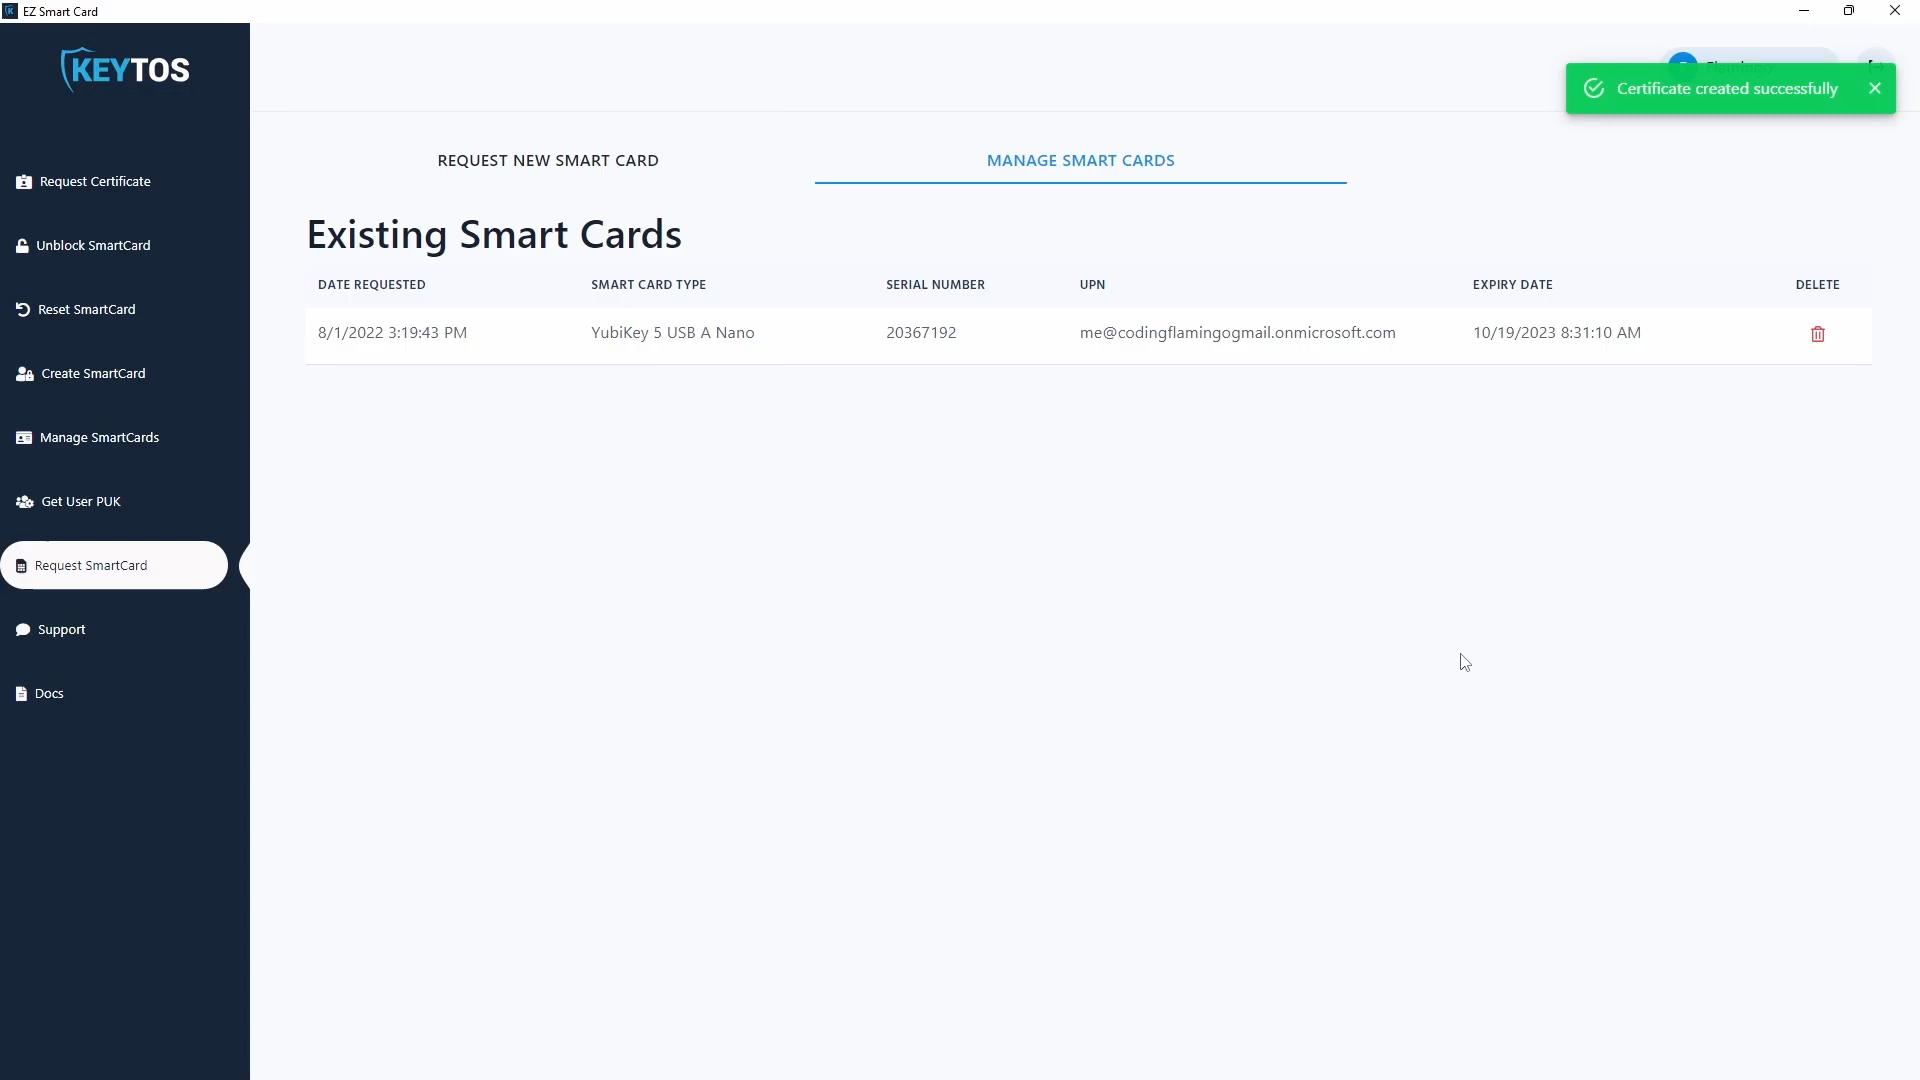 EZ Smart Card
KEYTOS
Certificate created successfully
REQUEST NEW SMART CARD
MANAGE SMART CARDS
Request Certificate
Unblock SmartCard
Reset SmartCard
Create SmartCard
Manage SmartCards
Get User PUK
Request SmartCard
Support
Docs
Existing Smart Cards
DATE REQUESTED SMART CARD TYPE SERIAL NUMBER UPN EXPIRY DATE DELETE
8/1/2022 3:19:43 PM YubiKey 5 USB A Nano 20367192 me@codingflamingogmail.onmicrosoft.com 10/19/2023 8:31:10 AM